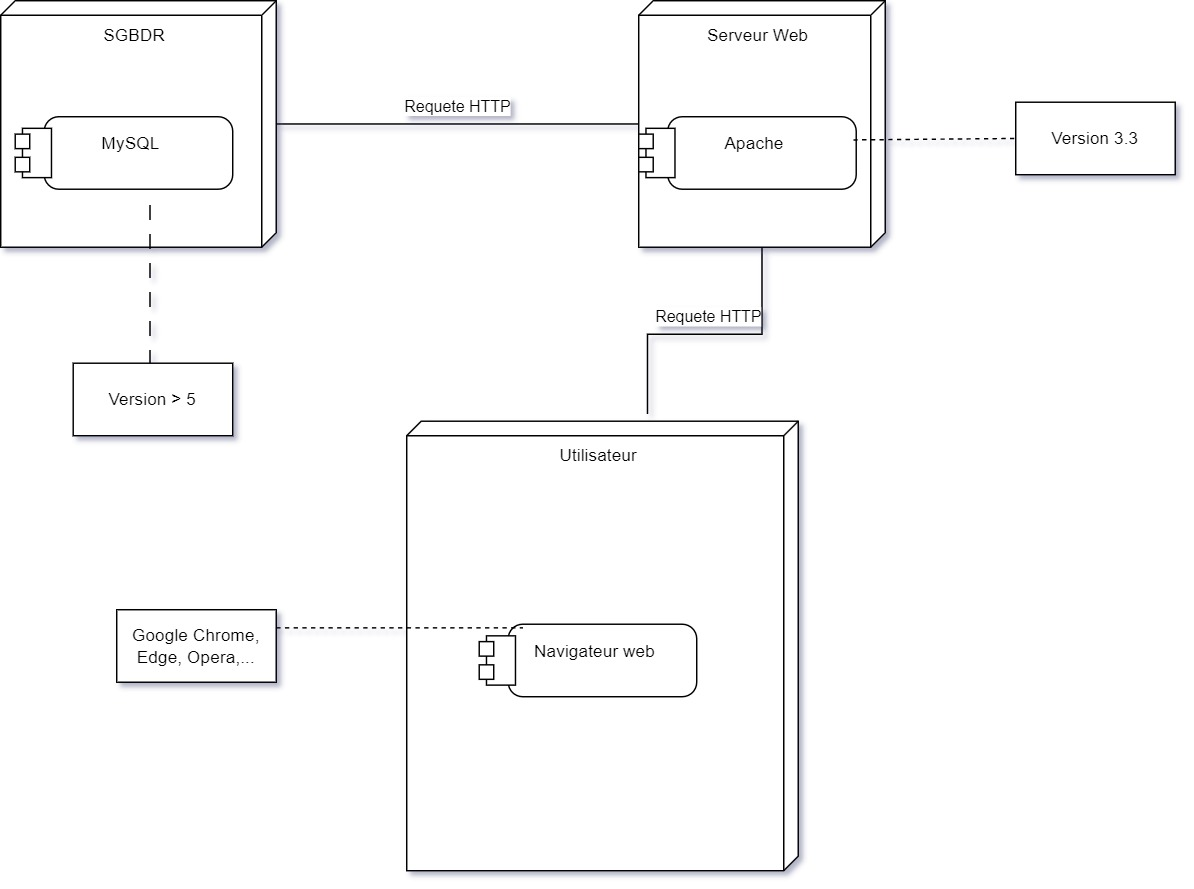 SGBDR
Serveur Web
Requete HTTP
MySQL
Apache
Version 3.3
Requete HTTP
Version > 5
Utilisateur
Google Chrome,
Edge, Opera,...
Navigateur web